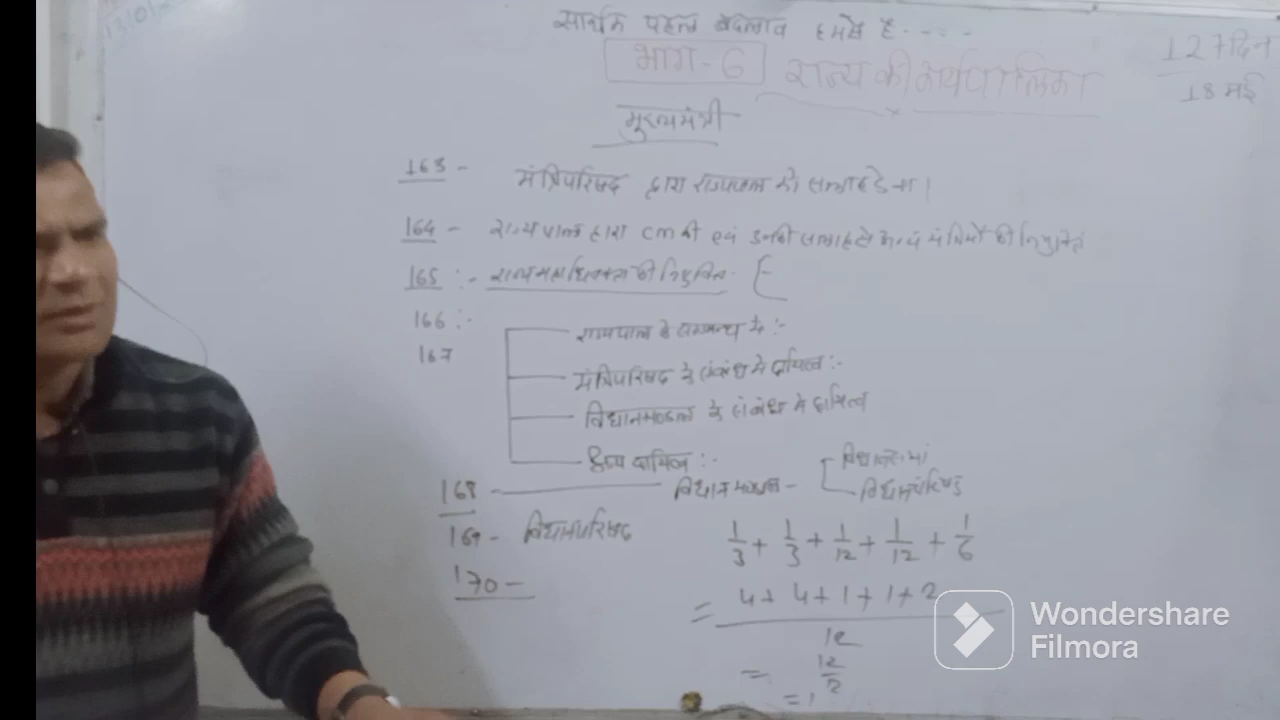 सार्थक पहल बदलाव हमसे है - - - -
127 दिन
18 मई
भाग-6 राज्य की कार्यपालिका
मुख्यमंत्री
163 - मंत्रिपरिषद द्वारा राज्यपाल को सलाह देना।
164 - राज्यपाल द्वारा CM की एवं उनकी सलाह से अन्य मंत्रियों की नियुक्ति
165 :- राज्य महाधिवक्ता की नियुक्ति
166 :-
167
राज्यपाल के सम्बन्ध में :-
मंत्रिपरिषद के संबंध में दायित्व :-
विधानमण्डल के संबंध में दायित्व
अन्य दायित्व :-
168 - विधानमण्डल - विधानसभा
विधानपरिषद
169 - विधानपरिषद
170 -
1/3 + 1/3 + 1/12 + 1/12 + 1/6
= 4 + 4 + 1 + 1 + 2
12
= 12/2
= 1
Wondershare
Filmora